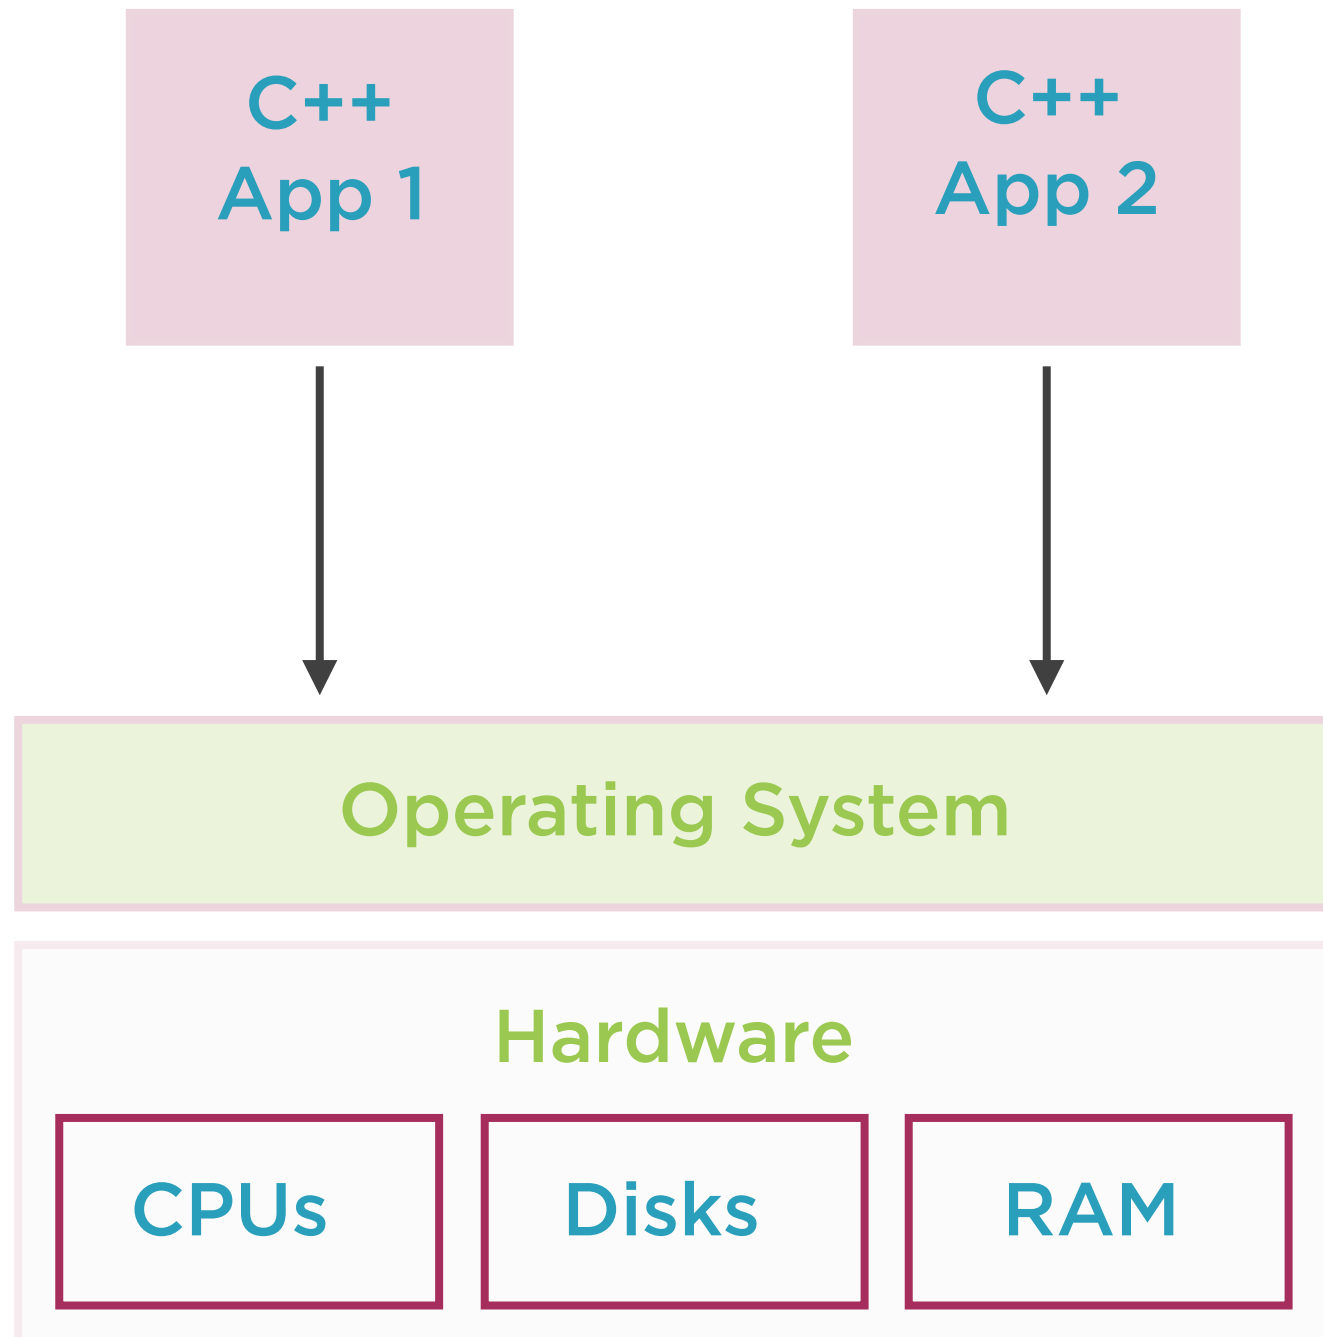 C++
App 1
C++
App 2
Operating System
Hardware
CPUs
Disks
RAM